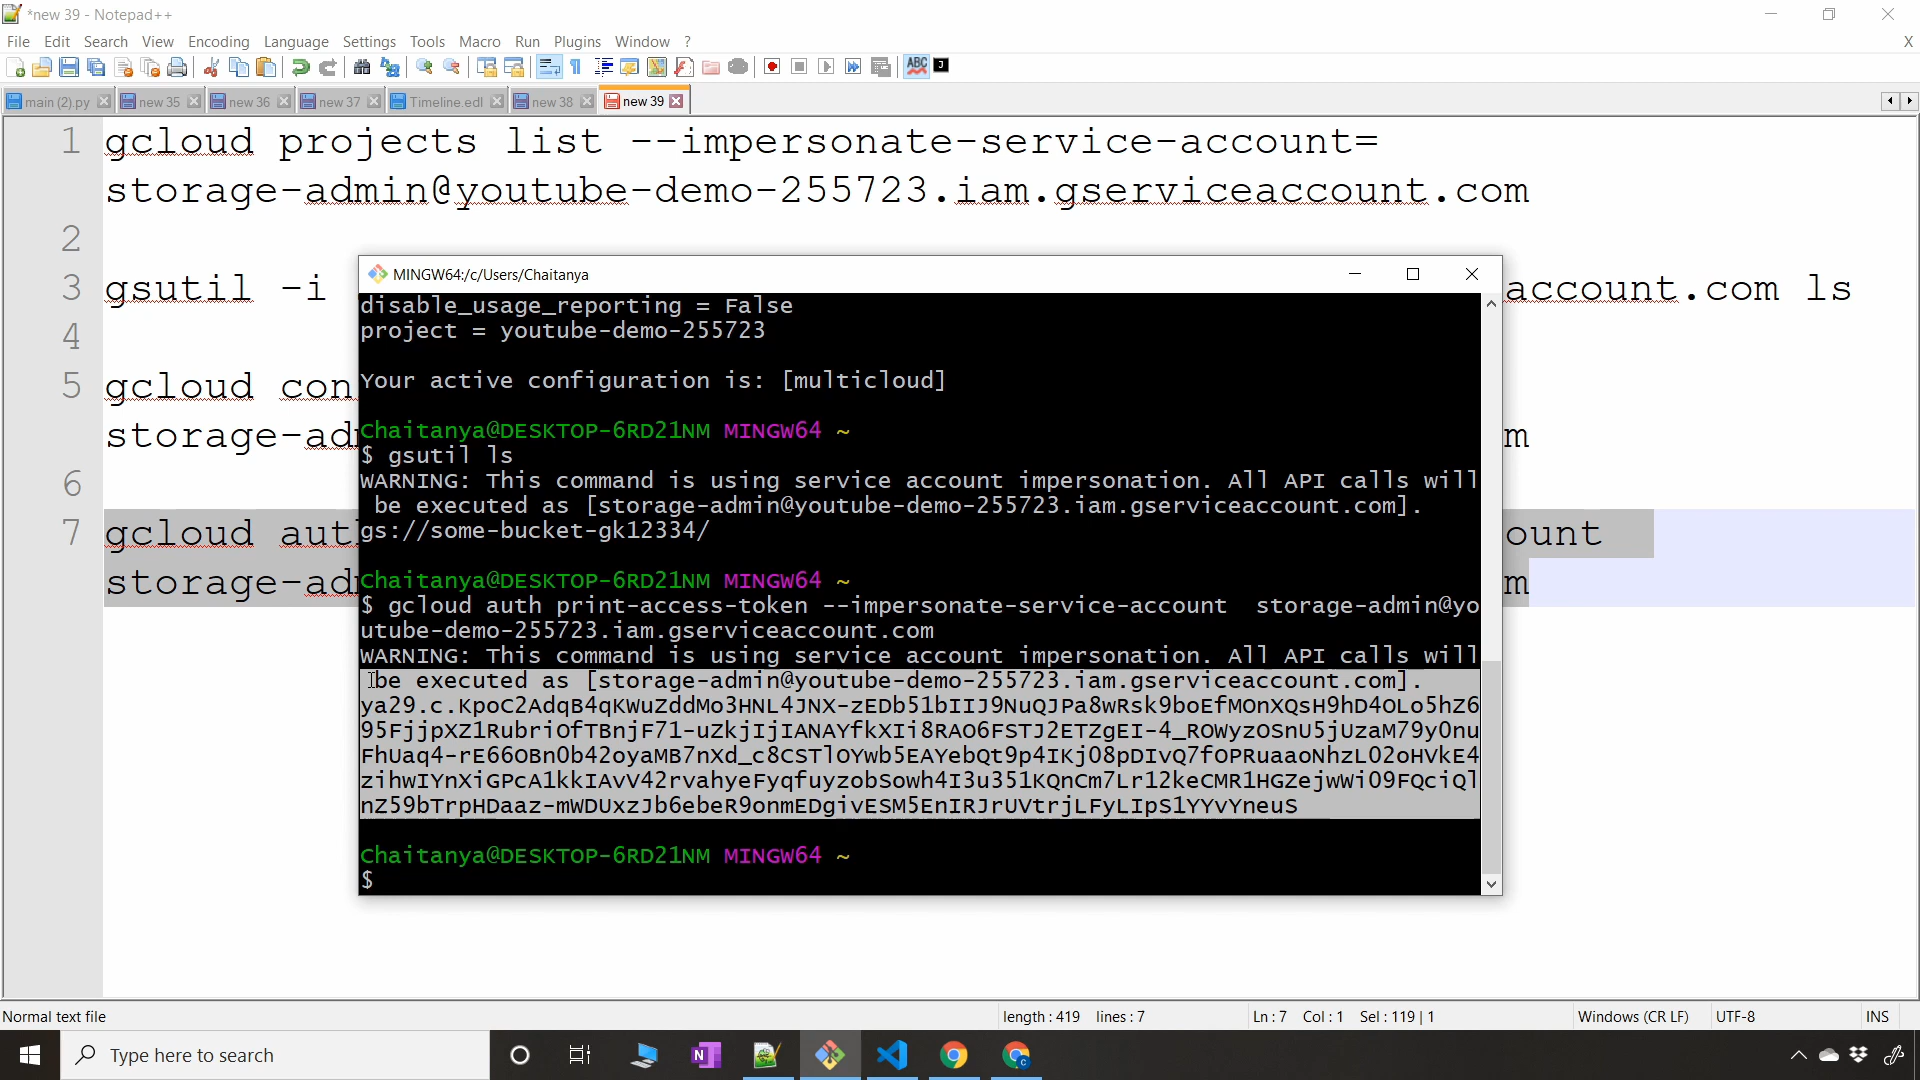 *new 39 - Notepad++
File Edit Search View Encoding Language Settings Tools Macro Run Plugins Window ? X
main (2).py new 35 new 36 new 37 Timeline.edl new 38 new 39
1 gcloud projects list --impersonate-service-account=
storage-admin@youtube-demo-255723.iam.gserviceaccount.com
2
3 gsutil -i account.com ls
4
5 gcloud con
storage-ad m
6
7 gcloud aut ount
storage-ad m
MINGW64:/c/Users/Chaitanya
disable_usage_reporting = False
project = youtube-demo-255723
Your active configuration is: [multicloud]
Chaitanya@DESKTOP-6RD21NM MINGW64 ~
$ gsutil ls
WARNING: This command is using service account impersonation. All API calls will
be executed as [storage-admin@youtube-demo-255723.iam.gserviceaccount.com].
gs://some-bucket-gk12334/
Chaitanya@DESKTOP-6RD21NM MINGW64 ~
$ gcloud auth print-access-token --impersonate-service-account  storage-admin@yo
utube-demo-255723.iam.gserviceaccount.com
WARNING: This command is using service account impersonation. All API calls will
be executed as [storage-admin@youtube-demo-255723.iam.gserviceaccount.com].
ya29.c.KpoC2AdqB4qKWuZddMo3HNL4JNX-zEDb51bIIJ9NuQJPa8wRsk9boEfMOnXQsH9hD4OLo5hZ6
95FjjpXZ1RubriOfTBnjF71-uZkjIjIANAYfkXIi8RAO6FSTJ2ETZgEI-4_ROWyzOSnU5jUzaM79y0nu
FhUaq4-rE66OBn0b42oyaMB7nXd_c8CSTlOYwb5EAYebQt9p4IKj08pDIvQ7fOPRuaaoNhzL02oHVkE4
zihwIYnXiGPcA1kkIAvV42rvahyeFyqfuyzobSowh4I3u351KQnCm7Lr12keCMR1HGZejwWi09FQciQl
nZ59bTrpHDaaz-mWDUxzJb6ebeR9onmEDgivESM5EnIRJrUVtrjLFyLIpS1YYvYneuS
Chaitanya@DESKTOP-6RD21NM MINGW64 ~
$
Normal text file length : 419 lines : 7 Ln : 7 Col : 1 Sel : 119 | 1 Windows (CR LF) UTF-8 INS
Type here to search